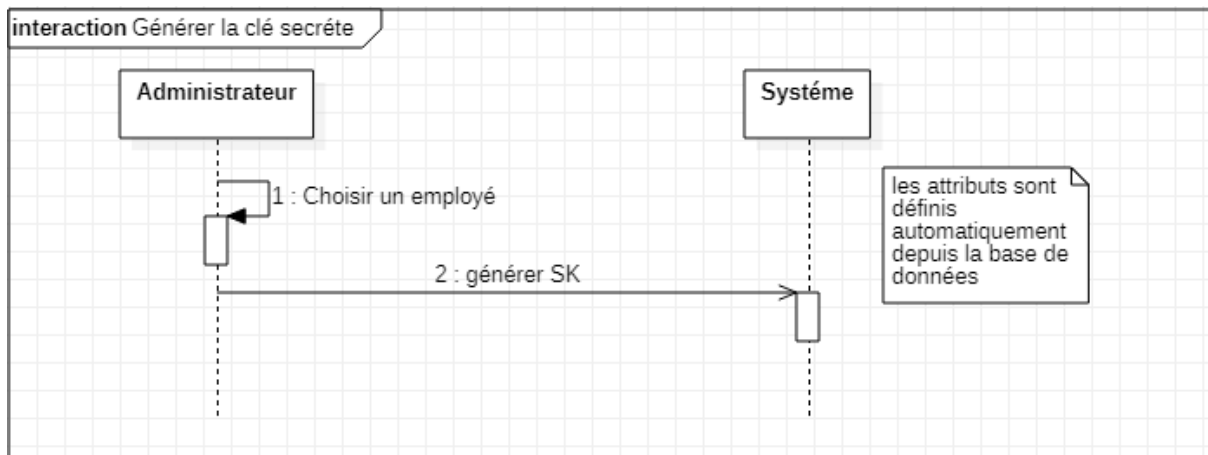 interaction Générer la clé secréte
Administrateur
Systéme
1 : Choisir un employé
les attributs sont
définis
automatiquement
depuis la base de
données
2 : générer SK